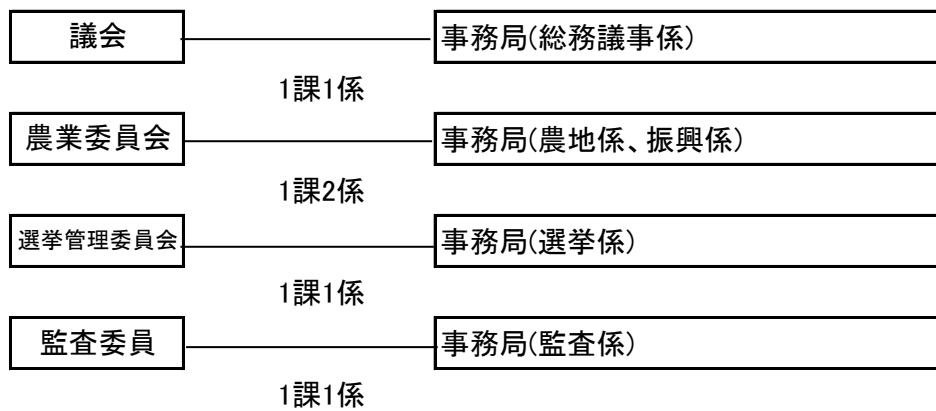 議会 事務局(総務議事係)
1課1係
農業委員会 事務局(農地係、振興係)
1課2係
選挙管理委員会 事務局(選挙係)
1課1係
監査委員 事務局(監査係)
1課1係